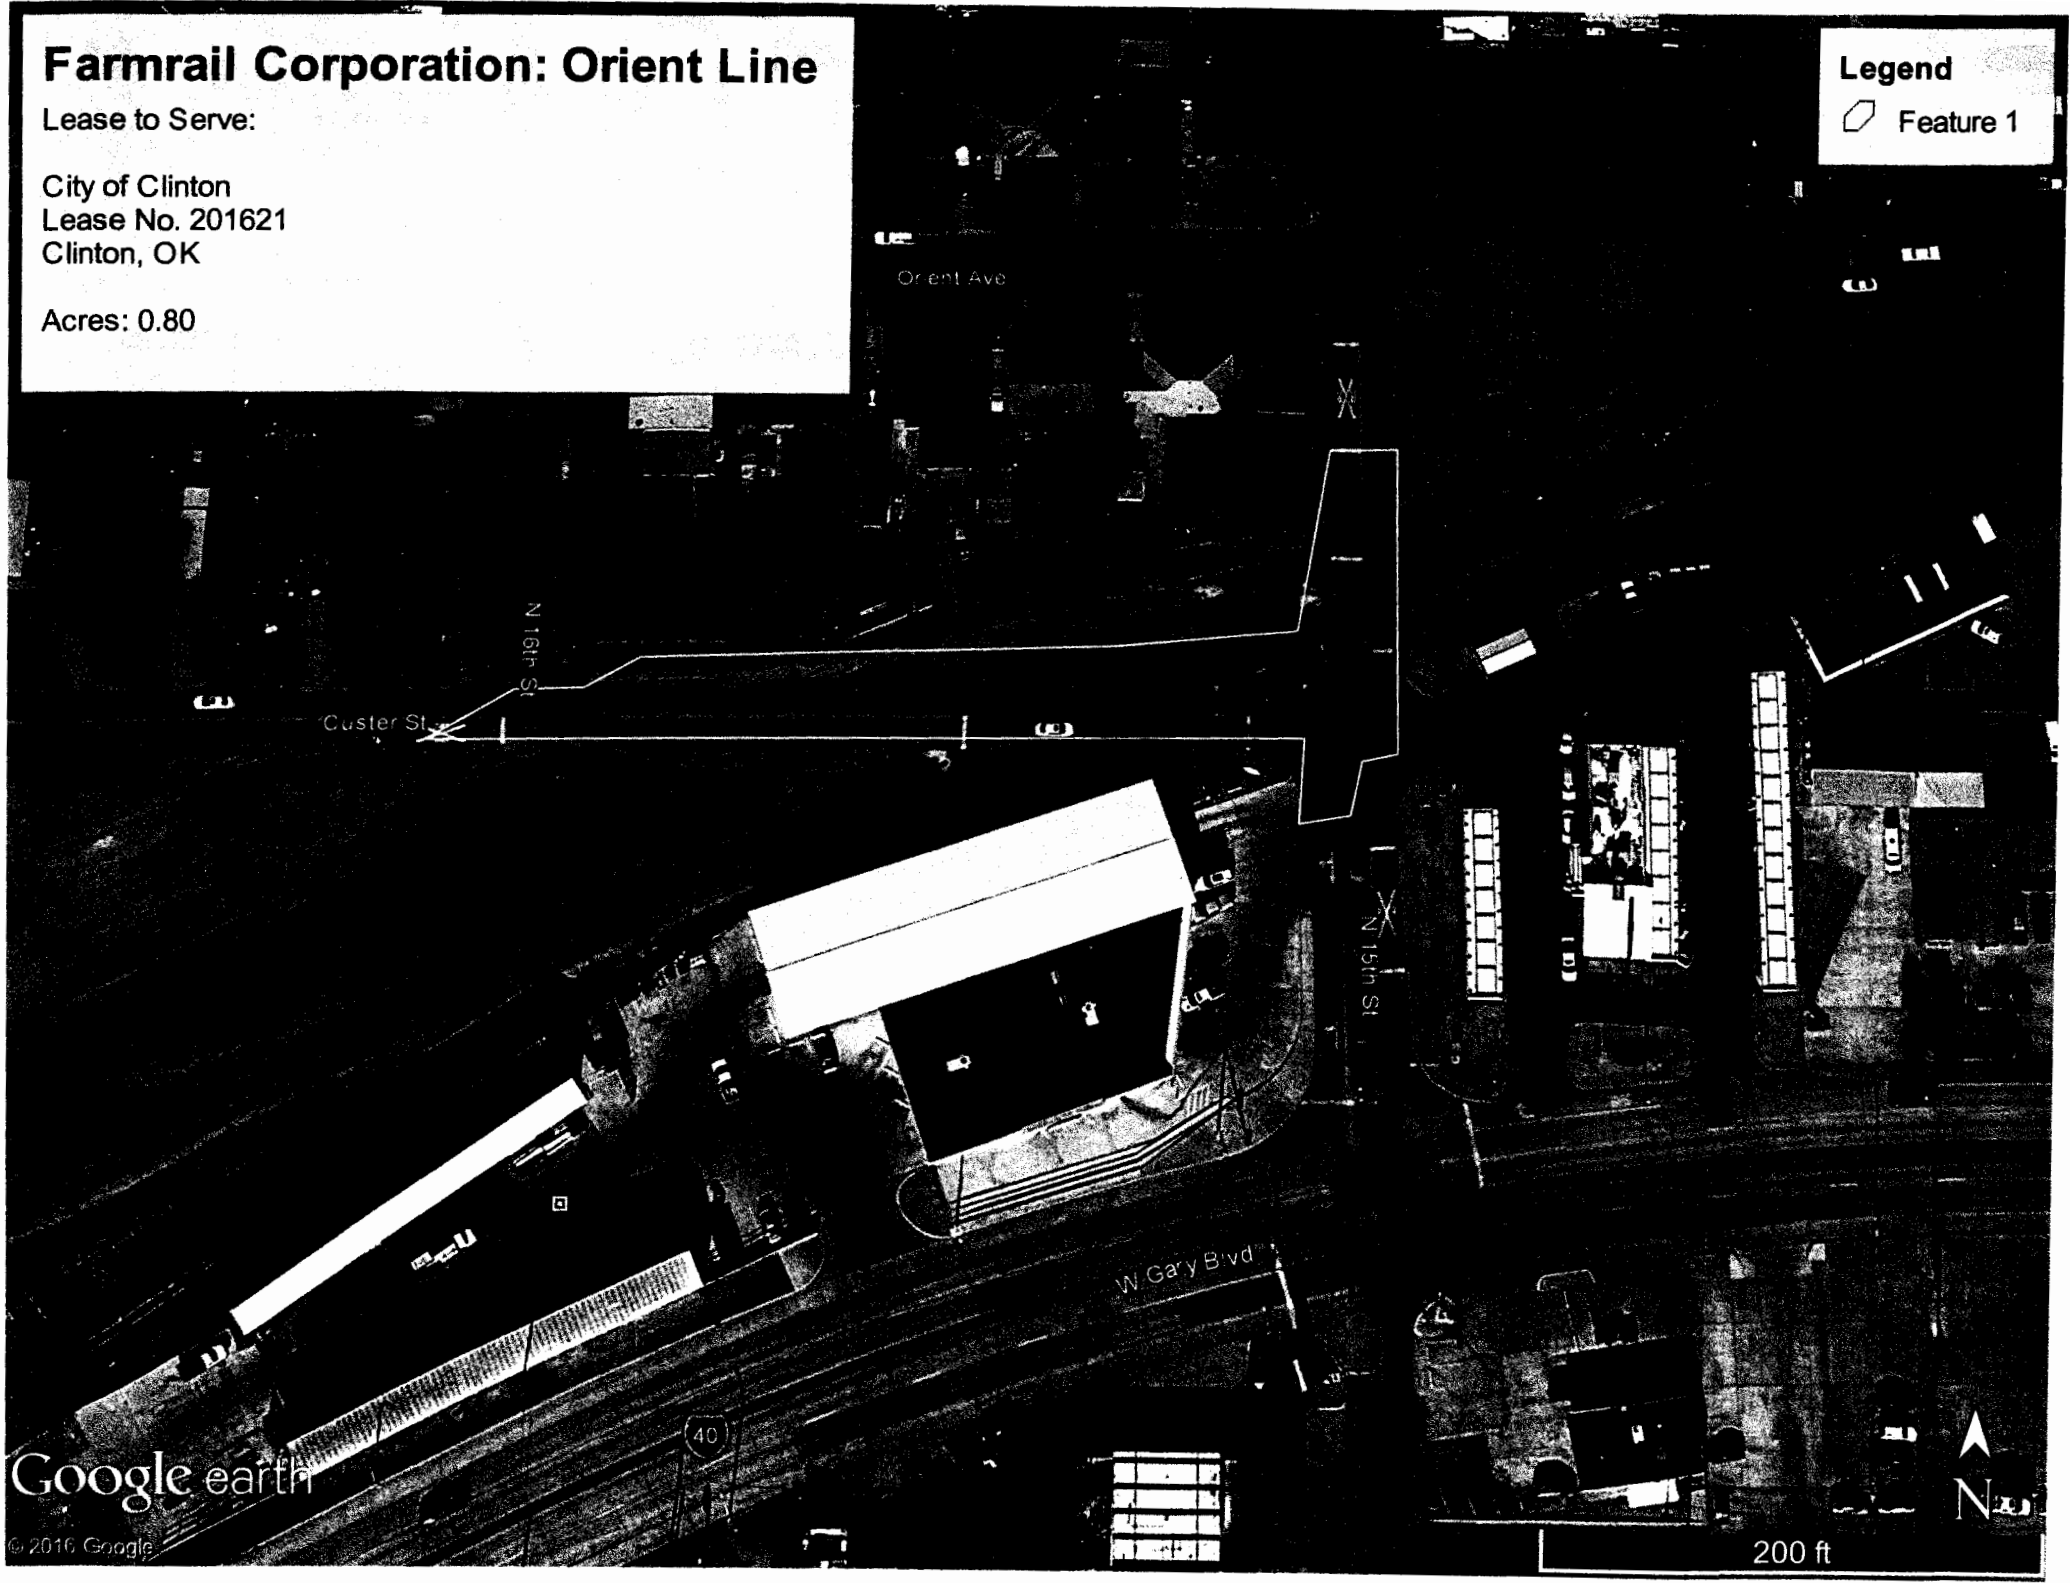 Farmrail Corporation: Orient Line
Lease to Serve:
City of Clinton
Lease No. 201621
Clinton, OK
Acres: 0.80
Legend
Feature 1
Orient Ave
N 16th St
Custer St
N 15th St
W Gary Blvd
40
Google earth
© 2016 Google
N
200 ft